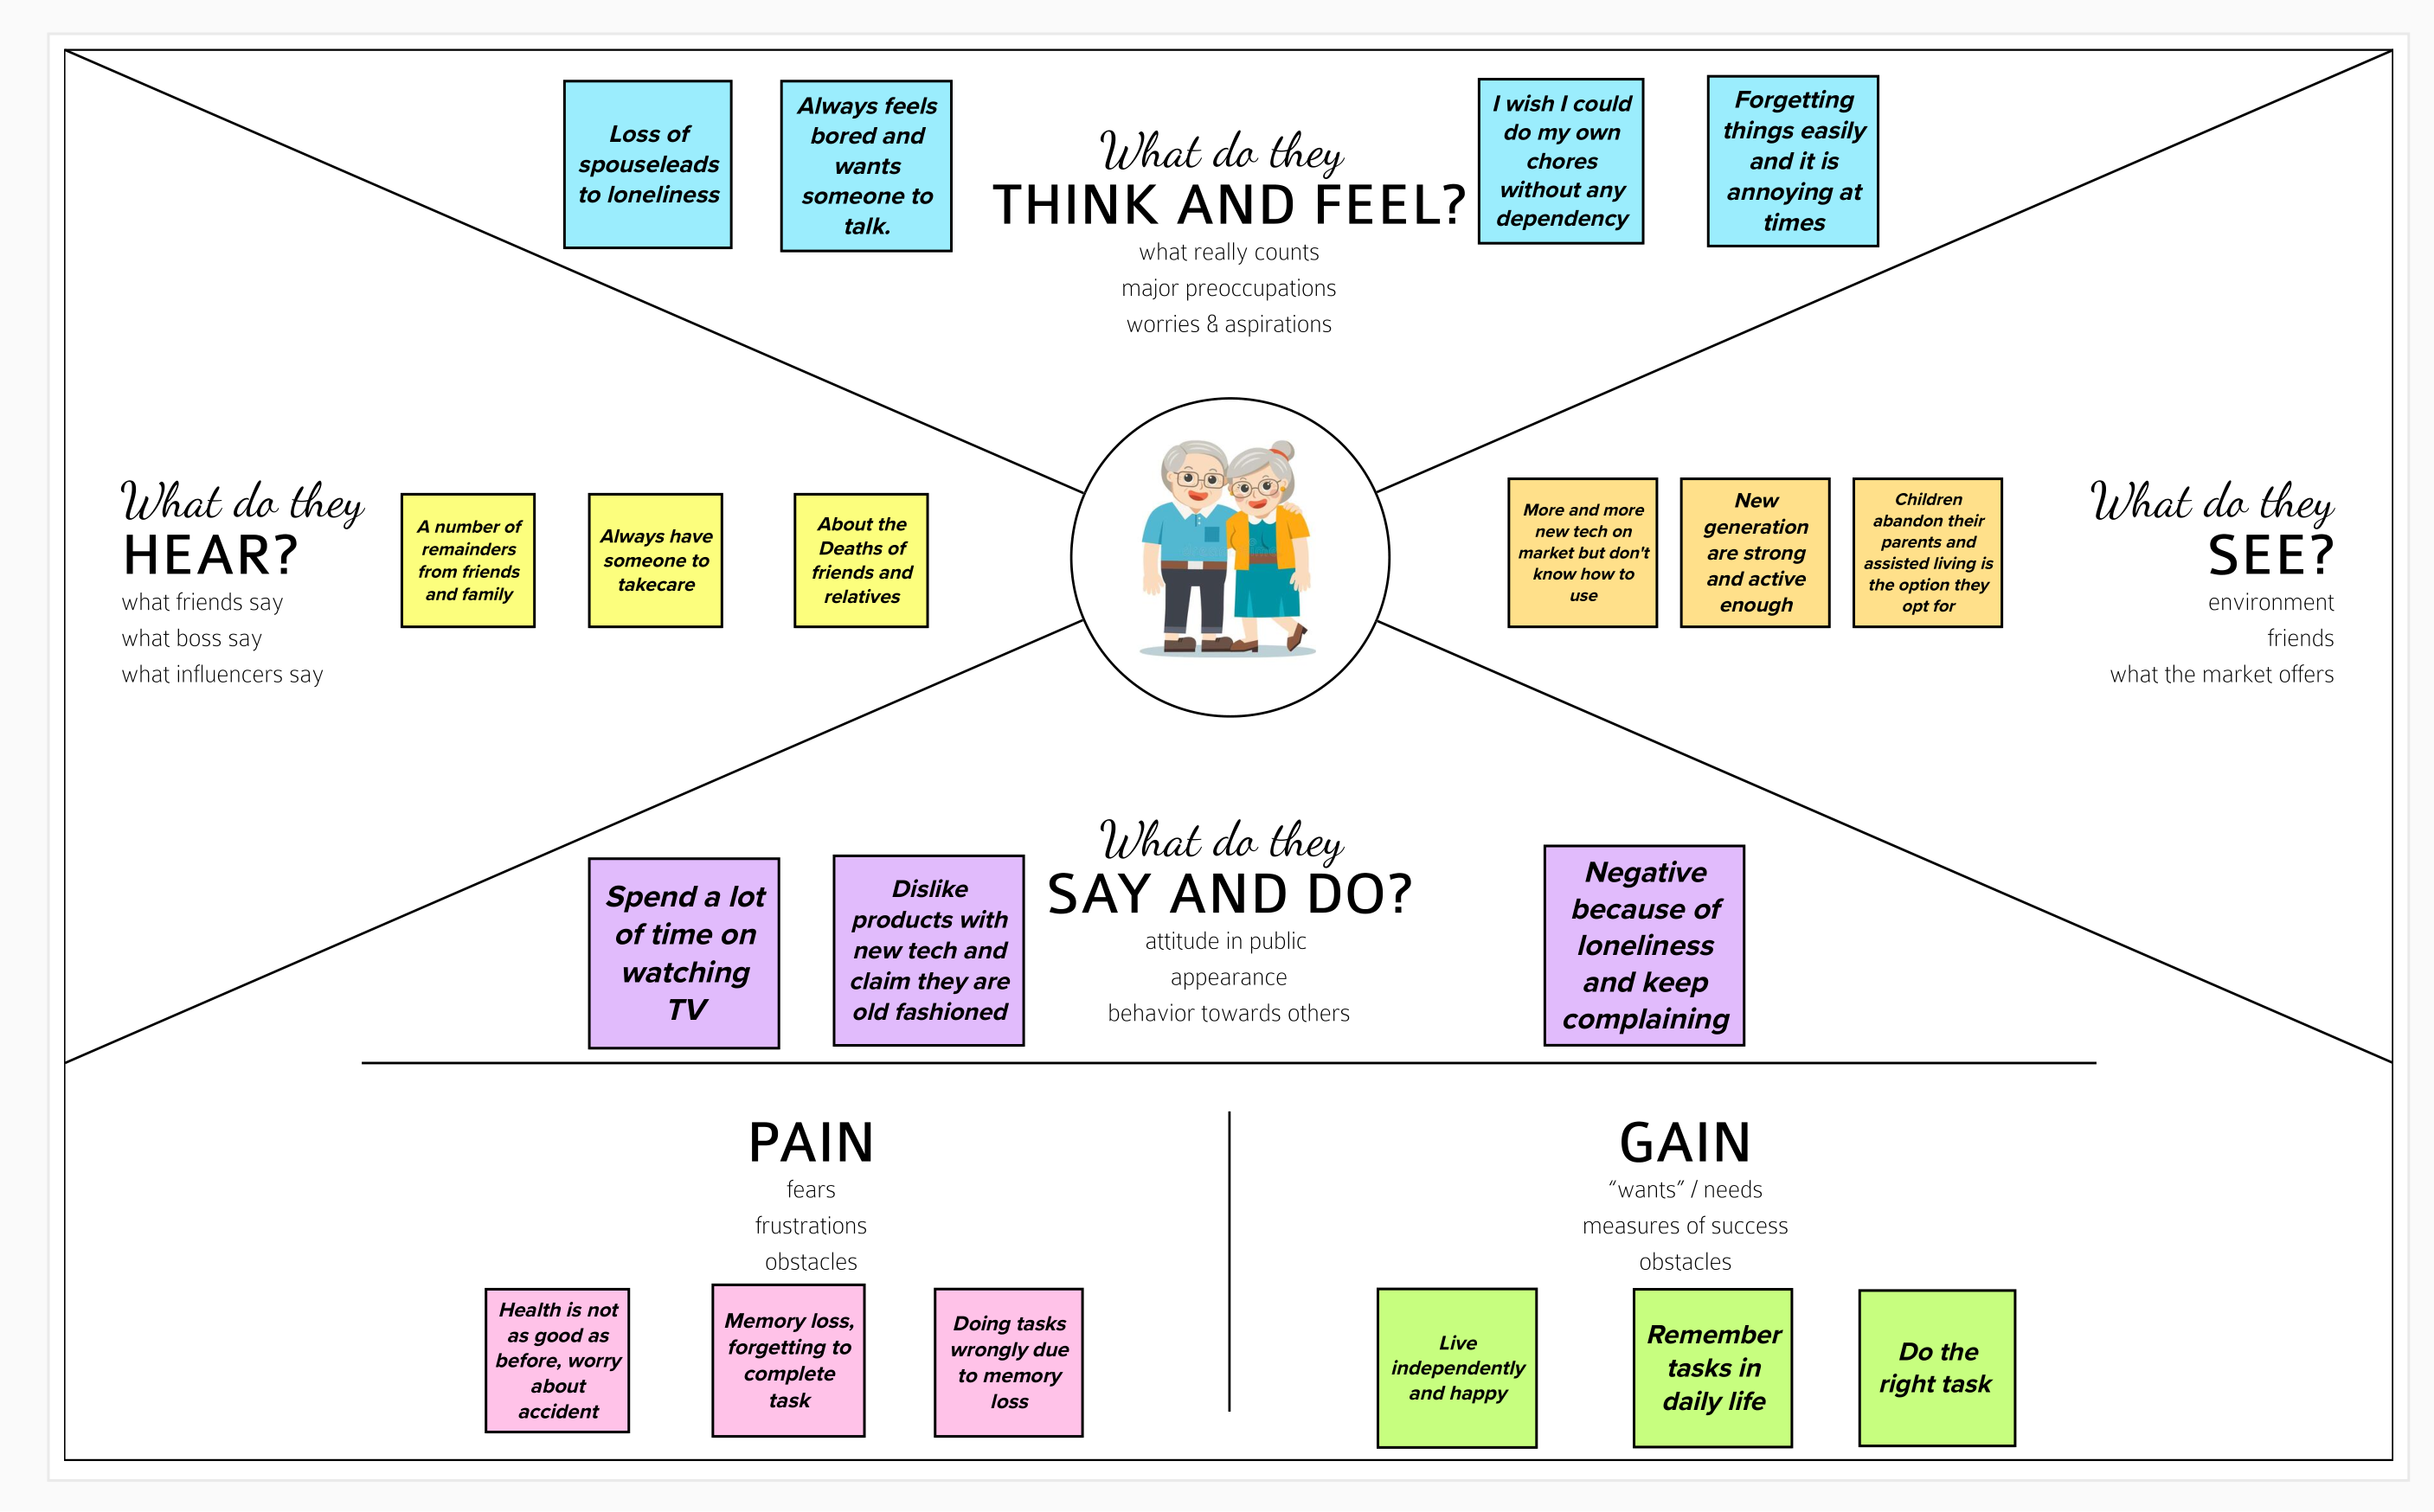 Loss of
spouseleads
to loneliness
Always feels
bored and
wants
someone to
talk.
What do they
THINK AND FEEL?
what really counts
major preoccupations
worries & aspirations
I wish I could
do my own
chores
without any
dependency
Forgetting
things easily
and it is
annoying at
times
What do they
HEAR?
what friends say
what boss say
what influencers say
A number of
remainders
from friends
and family
Always have
someone to
takecare
About the
Deaths of
friends and
relatives
More and more
new tech on
market but don't
know how to
use
New
generation
are strong
and active
enough
Children
abandon their
parents and
assisted living is
the option they
opt for
What do they
SEE?
environment
friends
what the market offers
Spend a lot
of time on
watching
TV
Dislike
products with
new tech and
claim they are
old fashioned
What do they
SAY AND DO?
attitude in public
appearance
behavior towards others
Negative
because of
loneliness
and keep
complaining
PAIN
fears
frustrations
obstacles
Health is not
as good as
before, worry
about
accident
Memory loss,
forgetting to
complete
task
Doing tasks
wrongly due
to memory
loss
GAIN
“wants” / needs
measures of success
obstacles
Live
independently
and happy
Remember
tasks in
daily life
Do the
right task